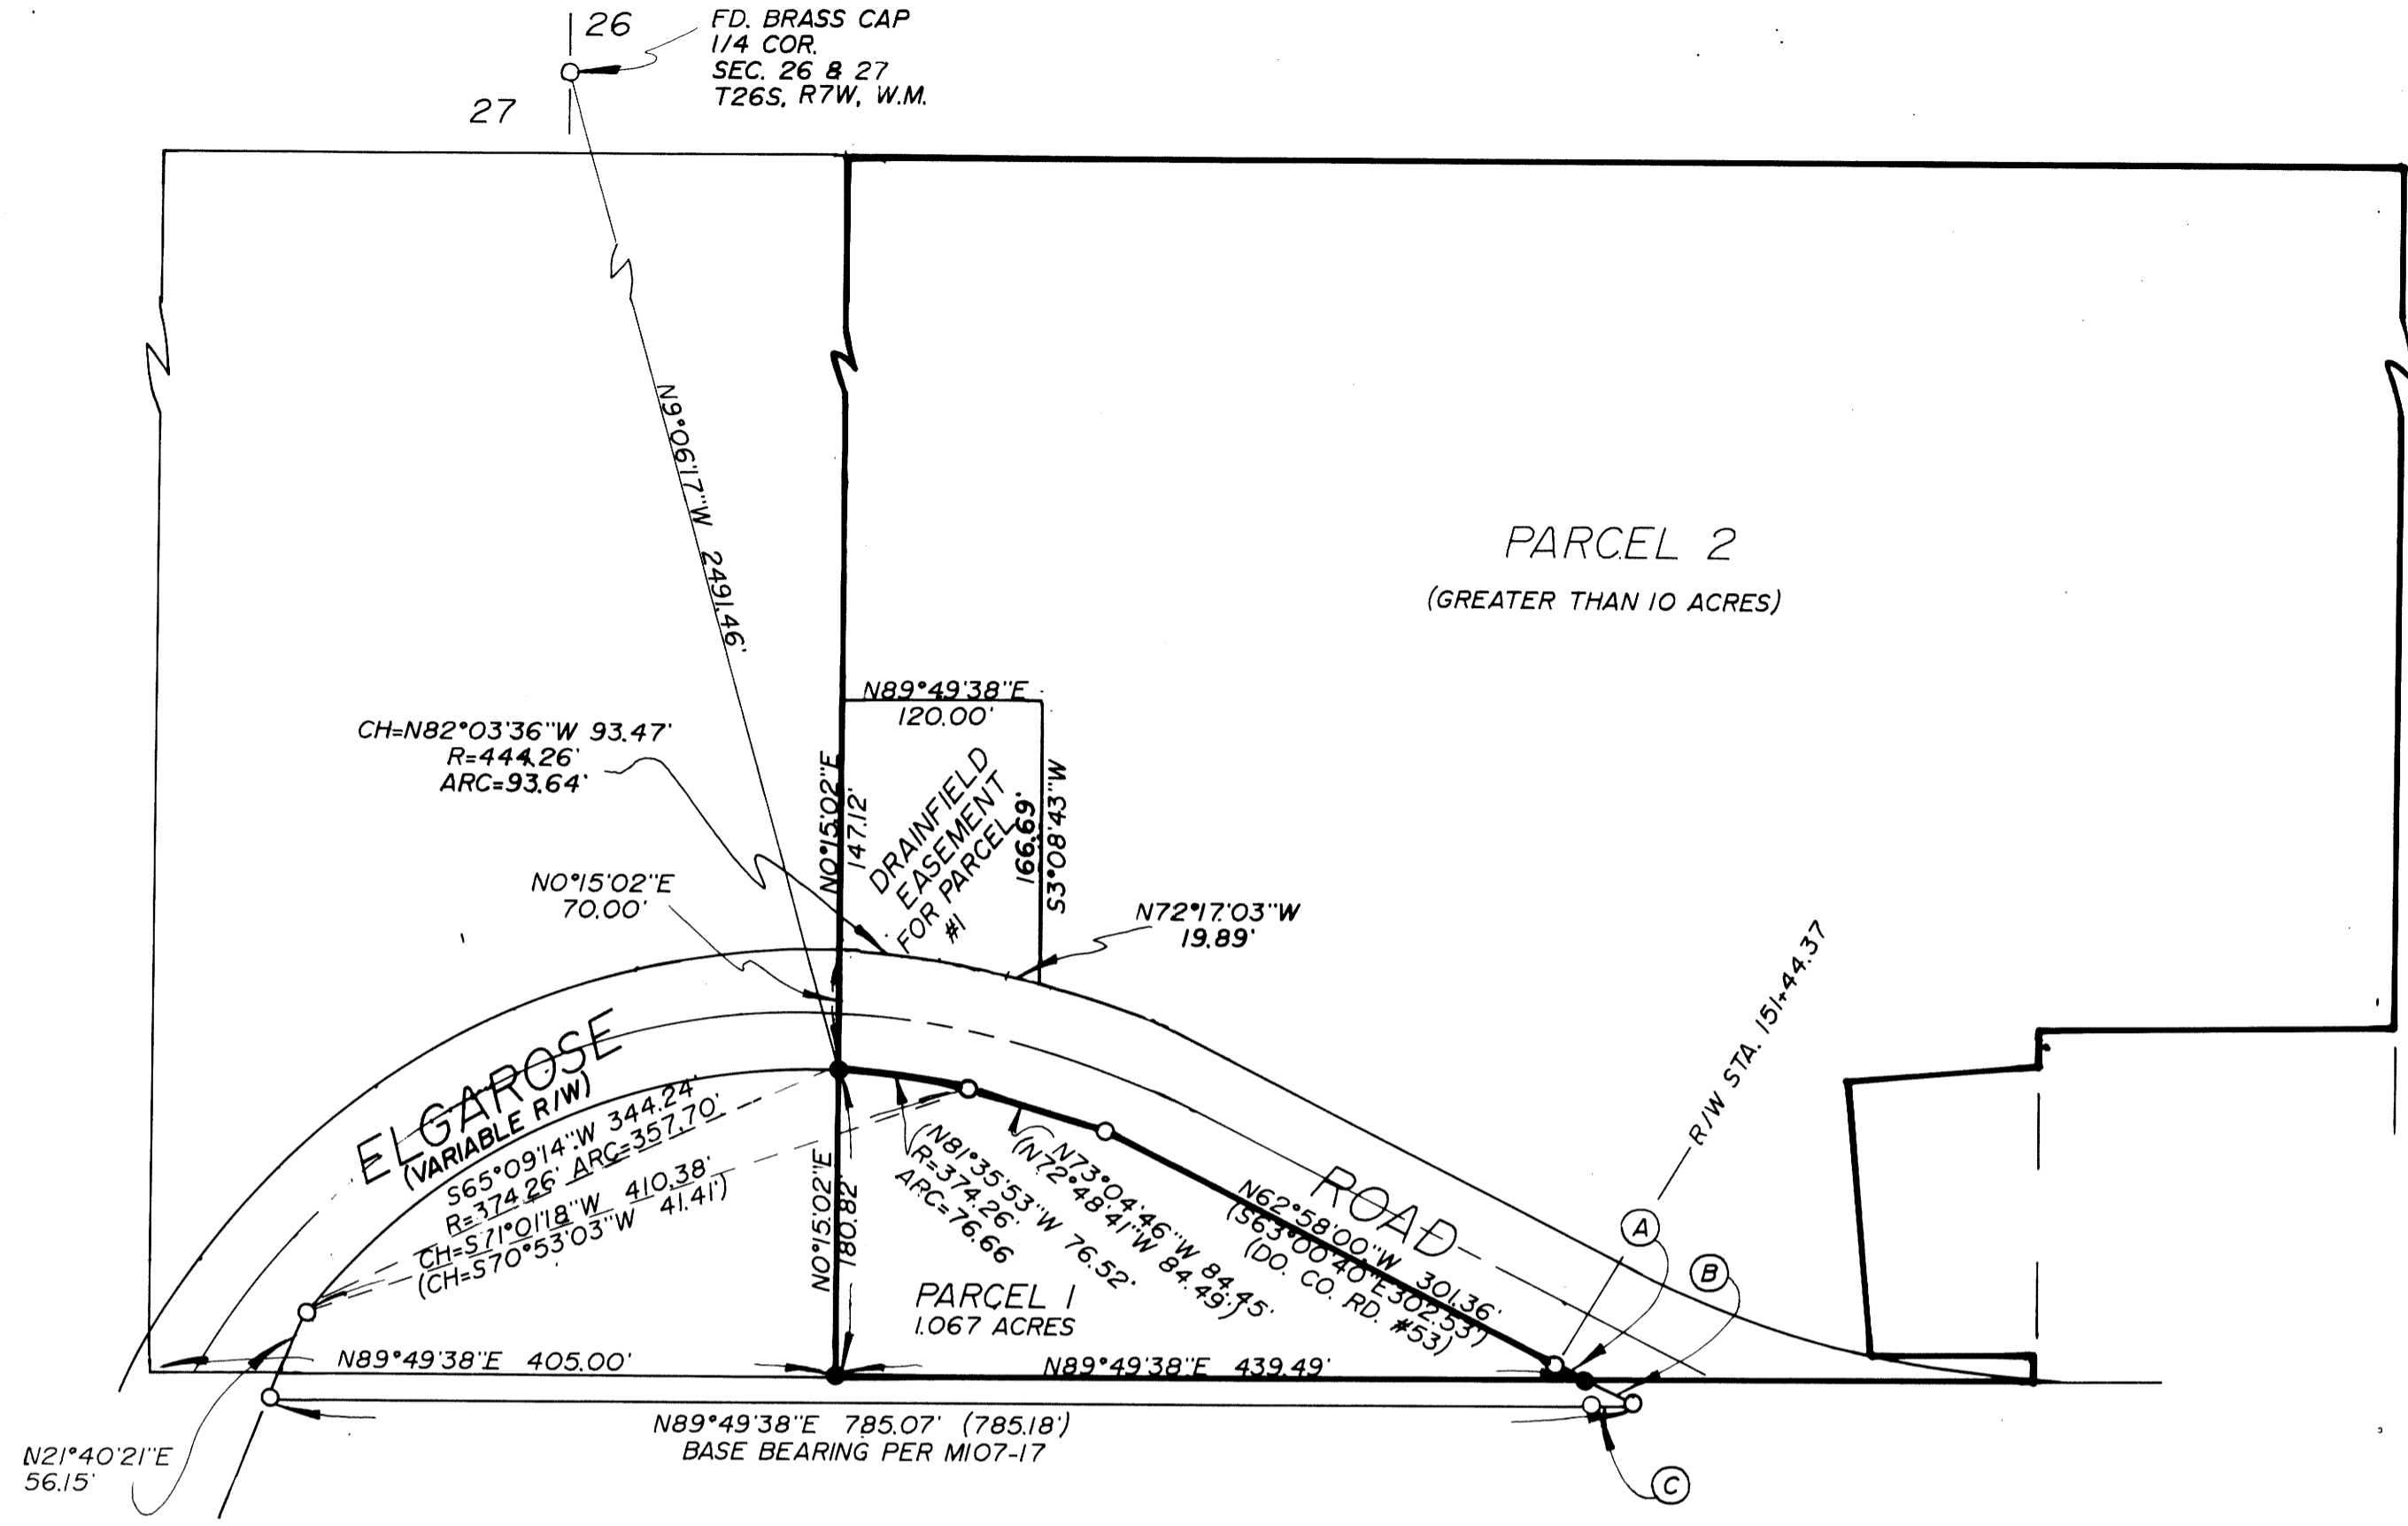 26
FD. BRASS CAP
1/4 COR.
SEC. 26 & 27
T26S, R7W, W.M.
27
N9°06'17"W 2491.46'
PARCEL 2
(GREATER THAN 10 ACRES)
N89°49'38"E
120.00'
CH=N82°03'36"W 93.47'
R=444.26'
ARC=93.64'
N0°15'02"E
147.12'
DRAINFIELD
EASEMENT
FOR PARCEL
#1
166.69'
S3°08'43"W
N0°15'02"E
70.00'
N72°17'03"W
19.89'
R/W STA. 151+44.37
ELGAROSE
(VARIABLE R/W)
S65°09'14"W 344.24'
R=374.26' ARC=357.70'
CH=S71°01'18"W 410.38'
(CH=S70°53'03"W 41.41')
N0°15'02"E
180.82'
(N81°35'53"W 76.52'
R=374.26'
ARC=76.66
N73°04'46"W 84.45'
(N72°48'41"W 84.49')
ROAD
N62°58'00"W 301.36'
(S63°00'40"E 302.53')
(DO. CO. RD. #53)
A
B
PARCEL 1
1.067 ACRES
N89°49'38"E 405.00'
N89°49'38"E 439.49'
N89°49'38"E 785.07' (785.18')
BASE BEARING PER M107-17
N21°40'21"E
56.15'
C